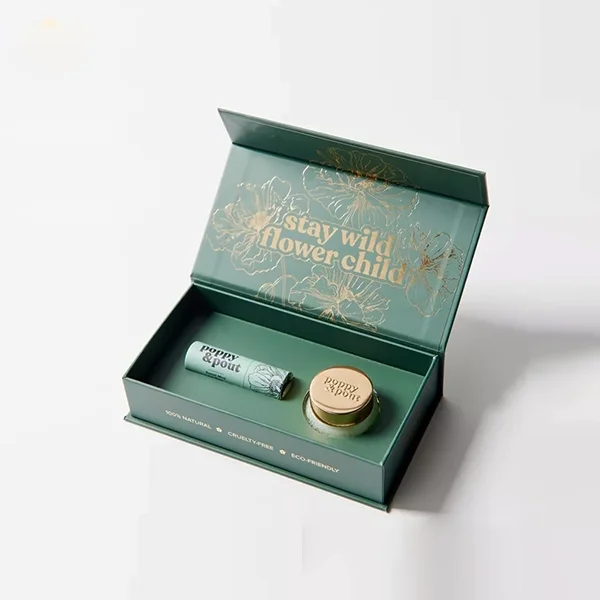 stay wild
flower child
poppy
&pout
poppy
&pout
100% NATURAL
CRUELTY-FREE
ECO-FRIENDLY